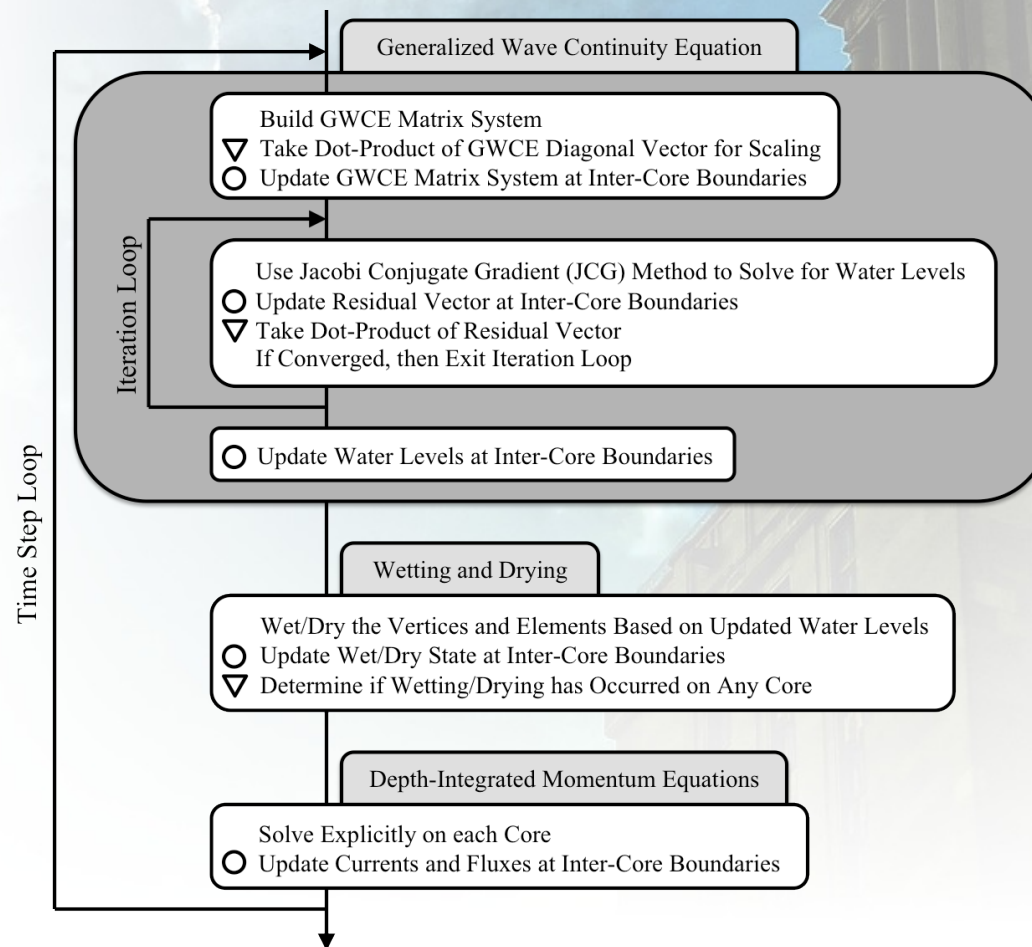 Generalized Wave Continuity Equation
Build GWCE Matrix System
Take Dot-Product of GWCE Diagonal Vector for Scaling
Update GWCE Matrix System at Inter-Core Boundaries
Iteration Loop
Use Jacobi Conjugate Gradient (JCG) Method to Solve for Water Levels
Update Residual Vector at Inter-Core Boundaries
Take Dot-Product of Residual Vector
If Converged, then Exit Iteration Loop
Update Water Levels at Inter-Core Boundaries
Time Step Loop
Wetting and Drying
Wet/Dry the Vertices and Elements Based on Updated Water Levels
Update Wet/Dry State at Inter-Core Boundaries
Determine if Wetting/Drying has Occurred on Any Core
Depth-Integrated Momentum Equations
Solve Explicitly on each Core
Update Currents and Fluxes at Inter-Core Boundaries